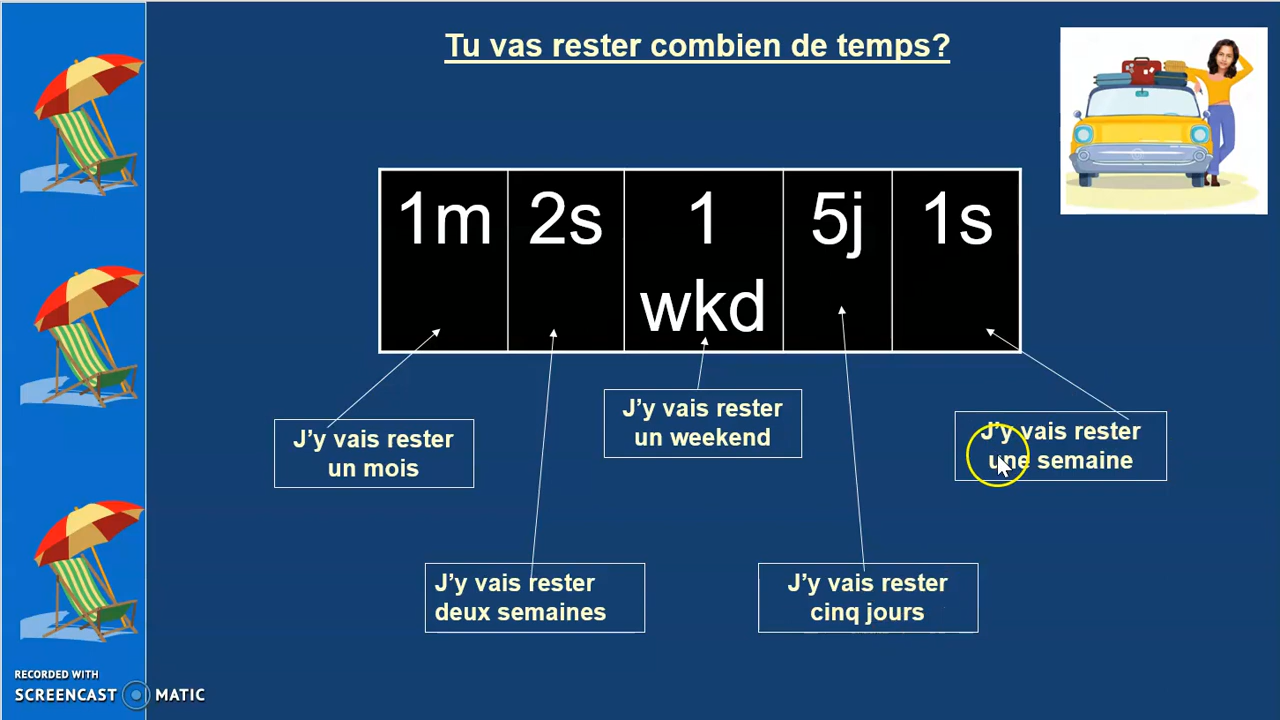 Tu vas rester combien de temps?
1m 2s 1 5j 1s
wkd
J'y vais rester
un mois
J'y vais rester
deux semaines
J'y vais rester
un weekend
J'y vais rester
cinq jours
J'y vais rester
une semaine
RECORDED WITH
SCREENCAST MATIC